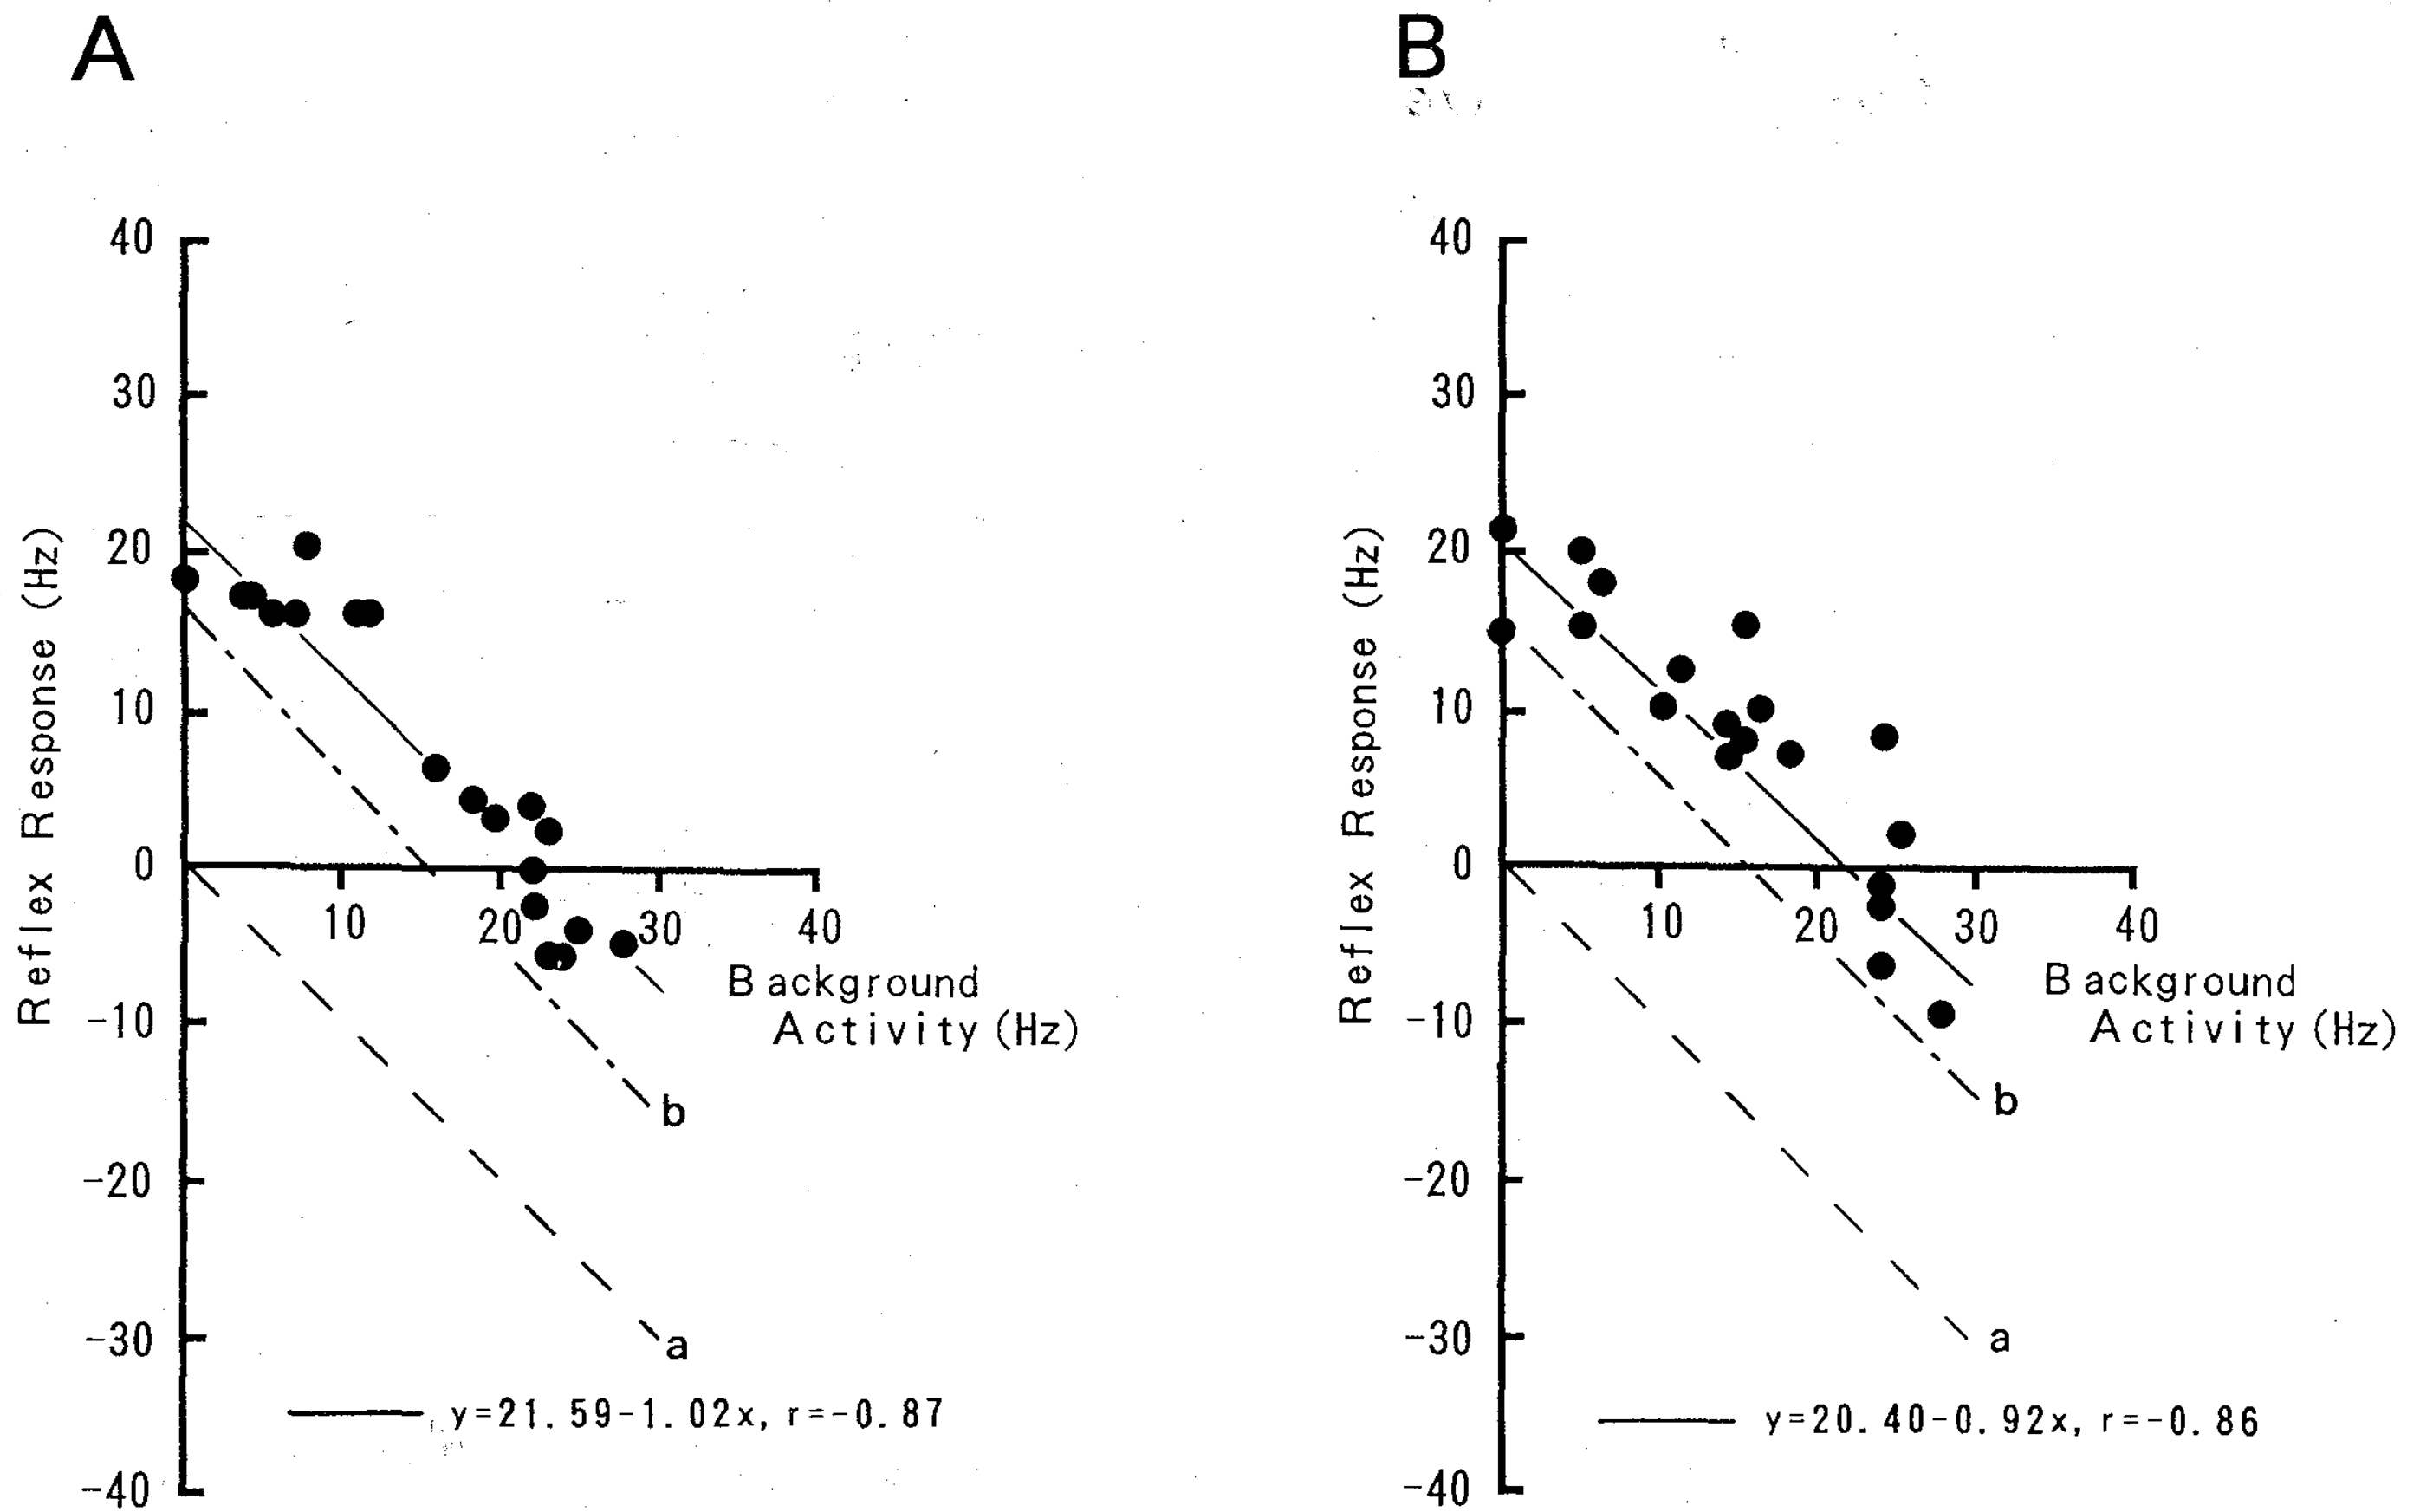 A
40
30
20
10
0
-10
-20
-30
-40
Reflex Response (Hz)
10
20
30
40
Background
Activity (Hz)
b
a
y=21.59-1.02x, r=-0.87
B
40
30
20
10
0
-10
-20
-30
-40
Reflex Response (Hz)
10
20
30
40
Background
Activity (Hz)
b
a
y=20.40-0.92x, r=-0.86